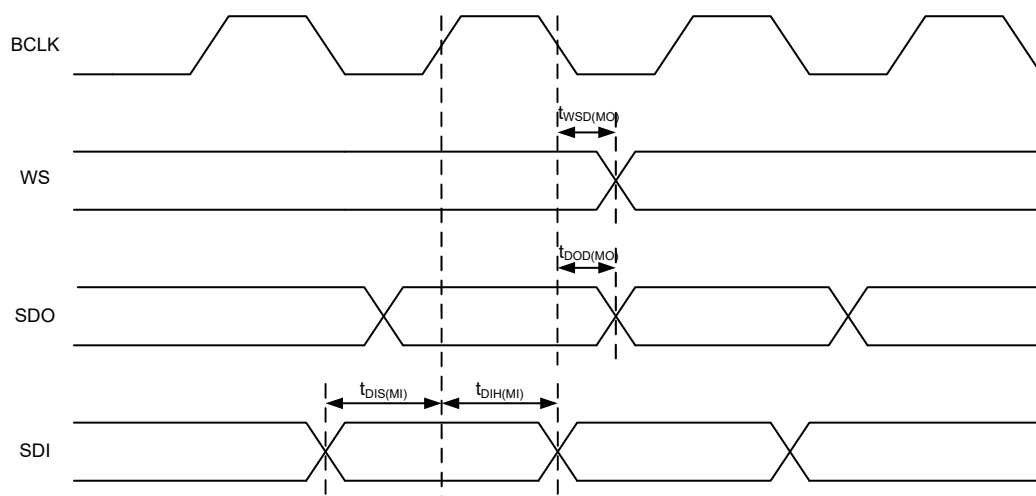 BCLK
tWSD(MO)
WS
tDOD(MO)
SDO
tDIS(MI)
tDIH(MI)
SDI